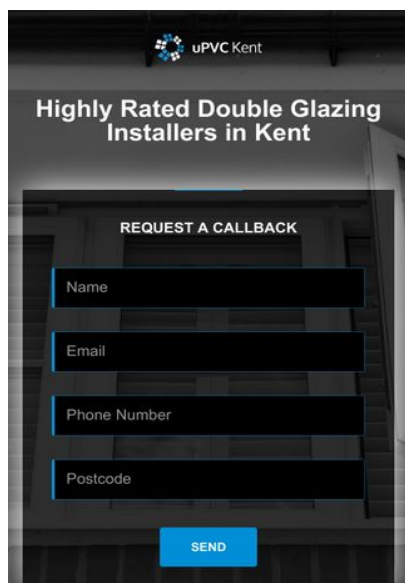 uPVC Kent
Highly Rated Double Glazing
Installers in Kent
REQUEST A CALLBACK
Name
Email
Phone Number
Postcode
SEND